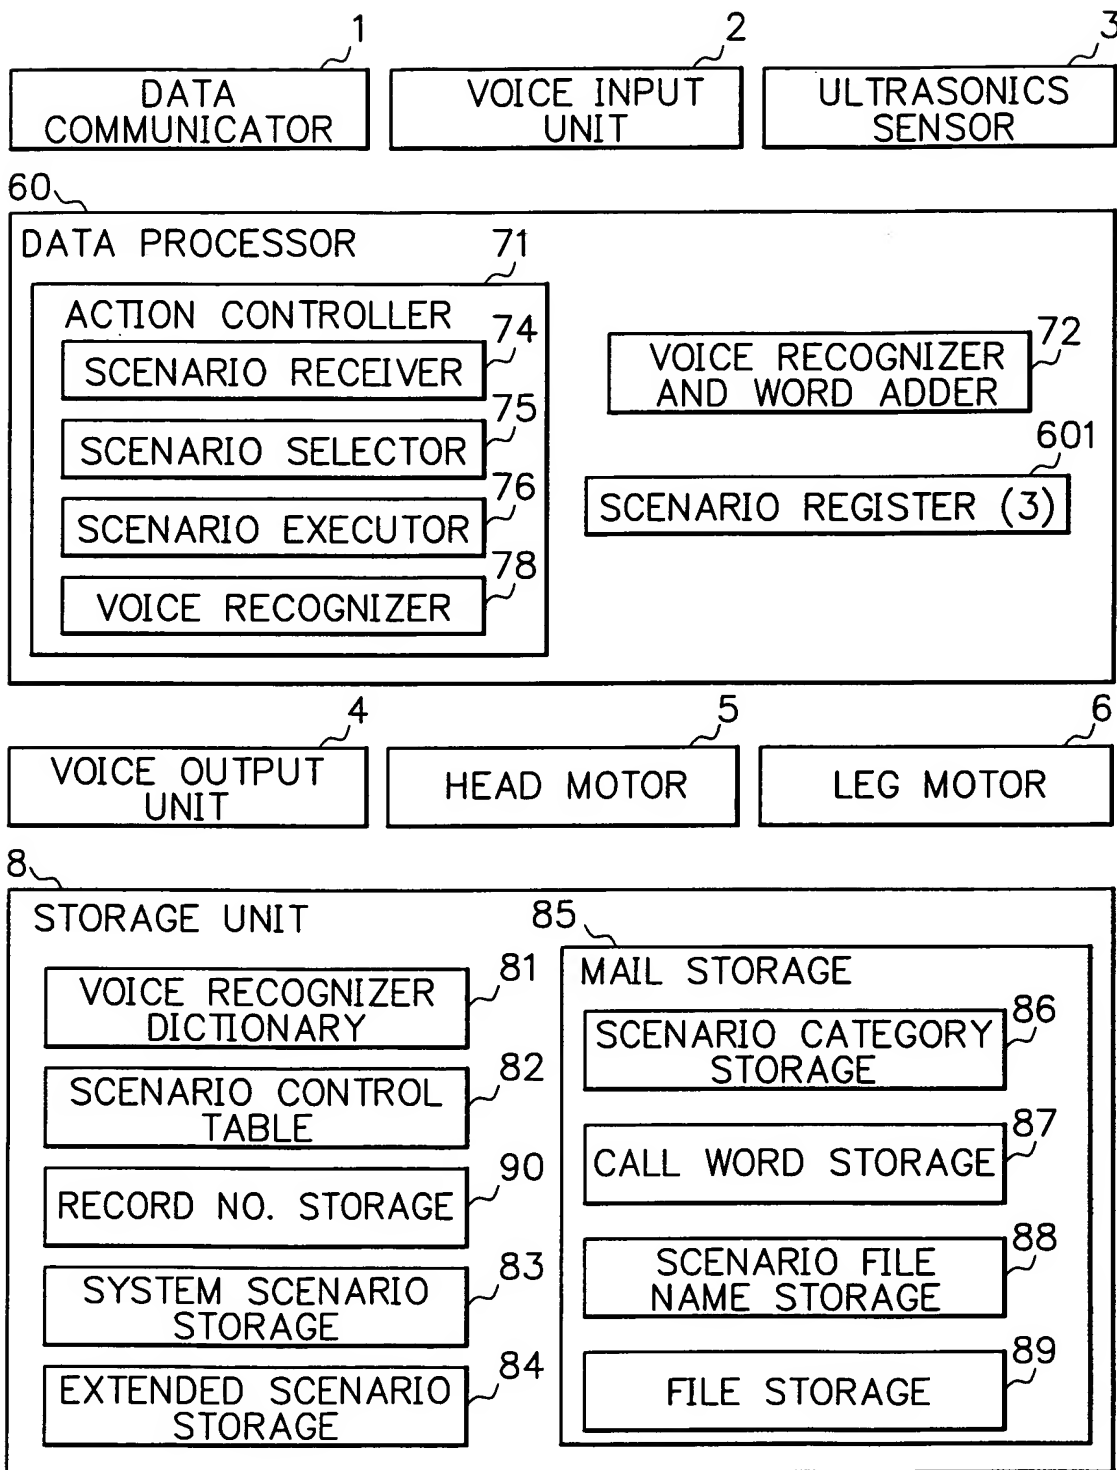 1
DATA
COMMUNICATOR
2
VOICE INPUT
UNIT
3
ULTRASONICS
SENSOR
60
DATA PROCESSOR
71
ACTION CONTROLLER
74
SCENARIO RECEIVER
75
SCENARIO SELECTOR
76
SCENARIO EXECUTOR
78
VOICE RECOGNIZER
72
VOICE RECOGNIZER
AND WORD ADDER
601
SCENARIO REGISTER (3)
4
VOICE OUTPUT
UNIT
5
HEAD MOTOR
6
LEG MOTOR
8
STORAGE UNIT
81
VOICE RECOGNIZER
DICTIONARY
82
SCENARIO CONTROL
TABLE
90
RECORD NO. STORAGE
83
SYSTEM SCENARIO
STORAGE
84
EXTENDED SCENARIO
STORAGE
85
MAIL STORAGE
86
SCENARIO CATEGORY
STORAGE
87
CALL WORD STORAGE
88
SCENARIO FILE
NAME STORAGE
89
FILE STORAGE